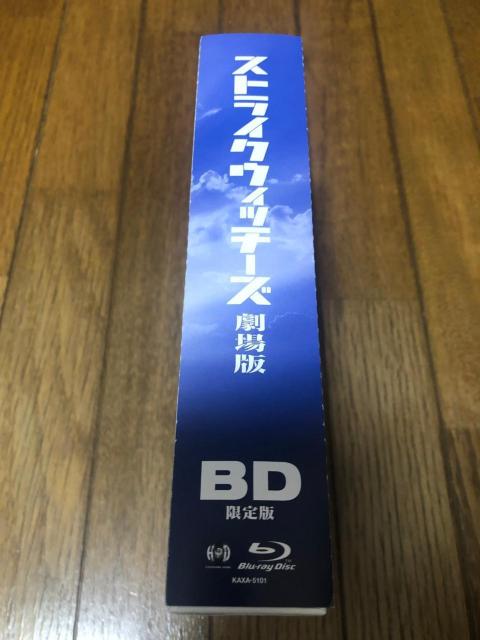 ストライクウィッチーズ
劇場版
BD
限定版
Blu-ray Disc
KAXA-5101